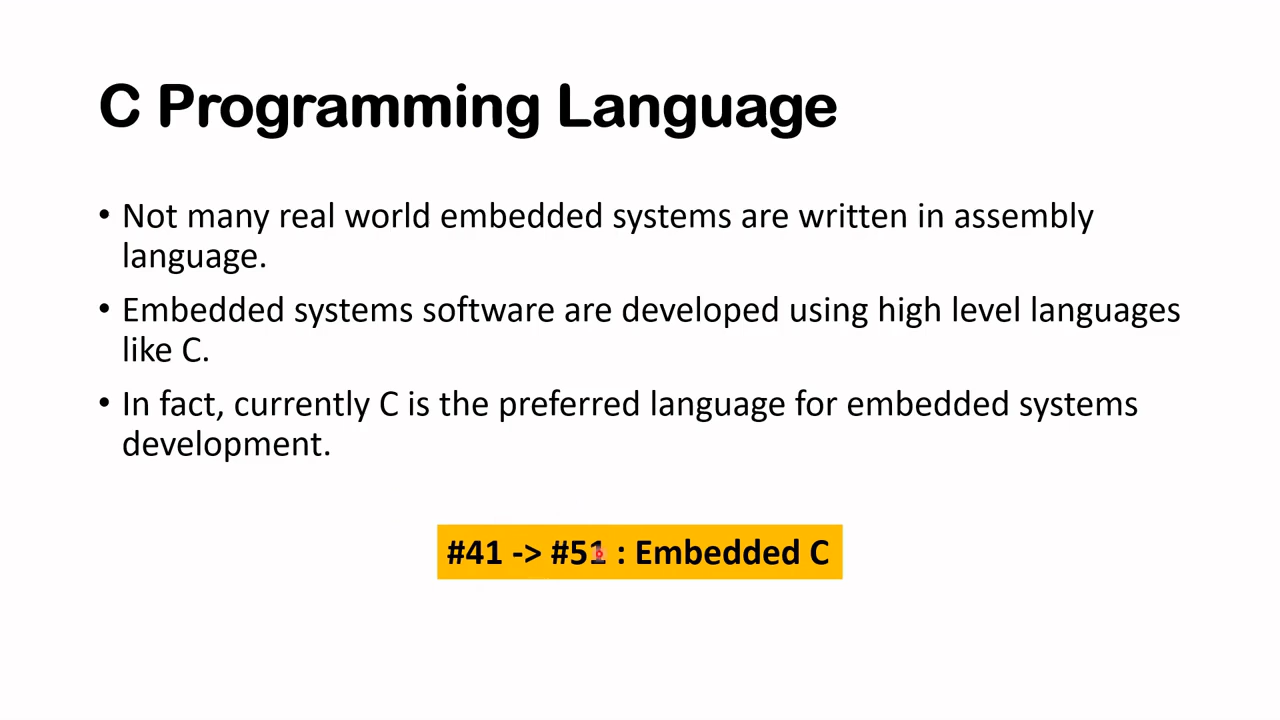 C Programming Language
• Not many real world embedded systems are written in assembly
language.
• Embedded systems software are developed using high level languages
like C.
• In fact, currently C is the preferred language for embedded systems
development.
#41 -> #51 : Embedded C